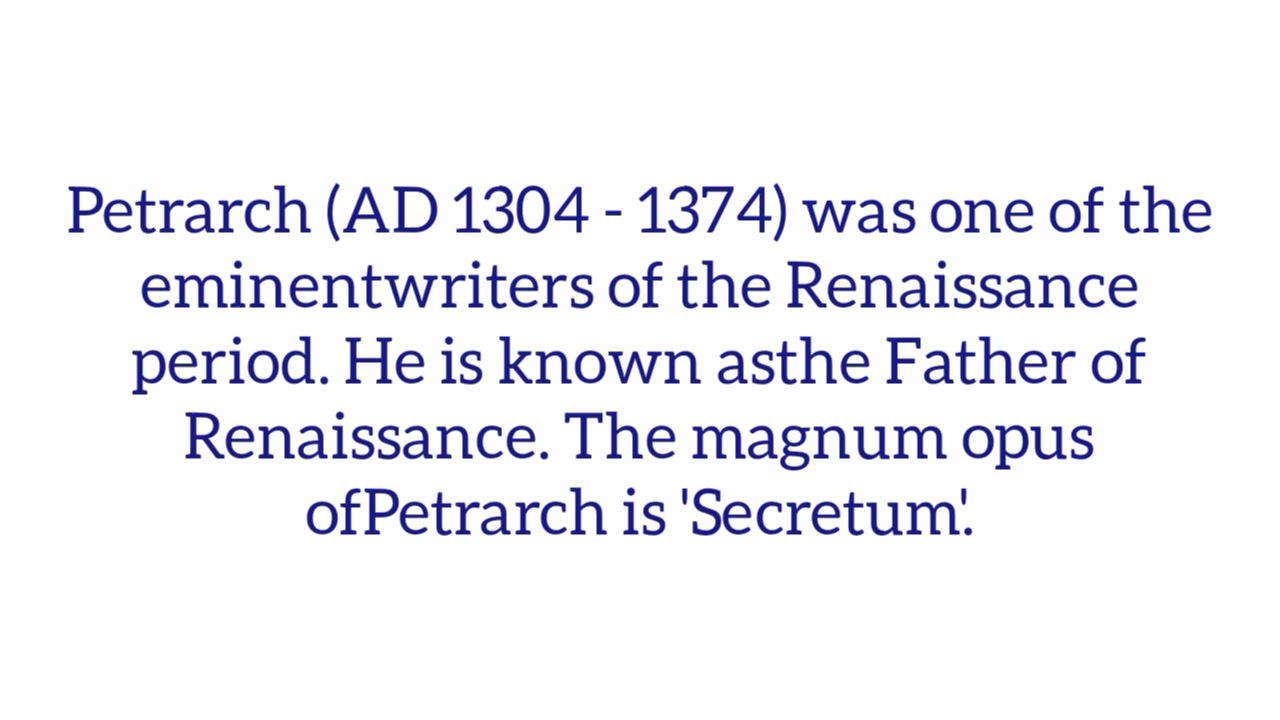 Petrarch (AD 1304 - 1374) was one of the
eminentwriters of the Renaissance
period. He is known asthe Father of
Renaissance. The magnum opus
ofPetrarch is 'Secretum'.